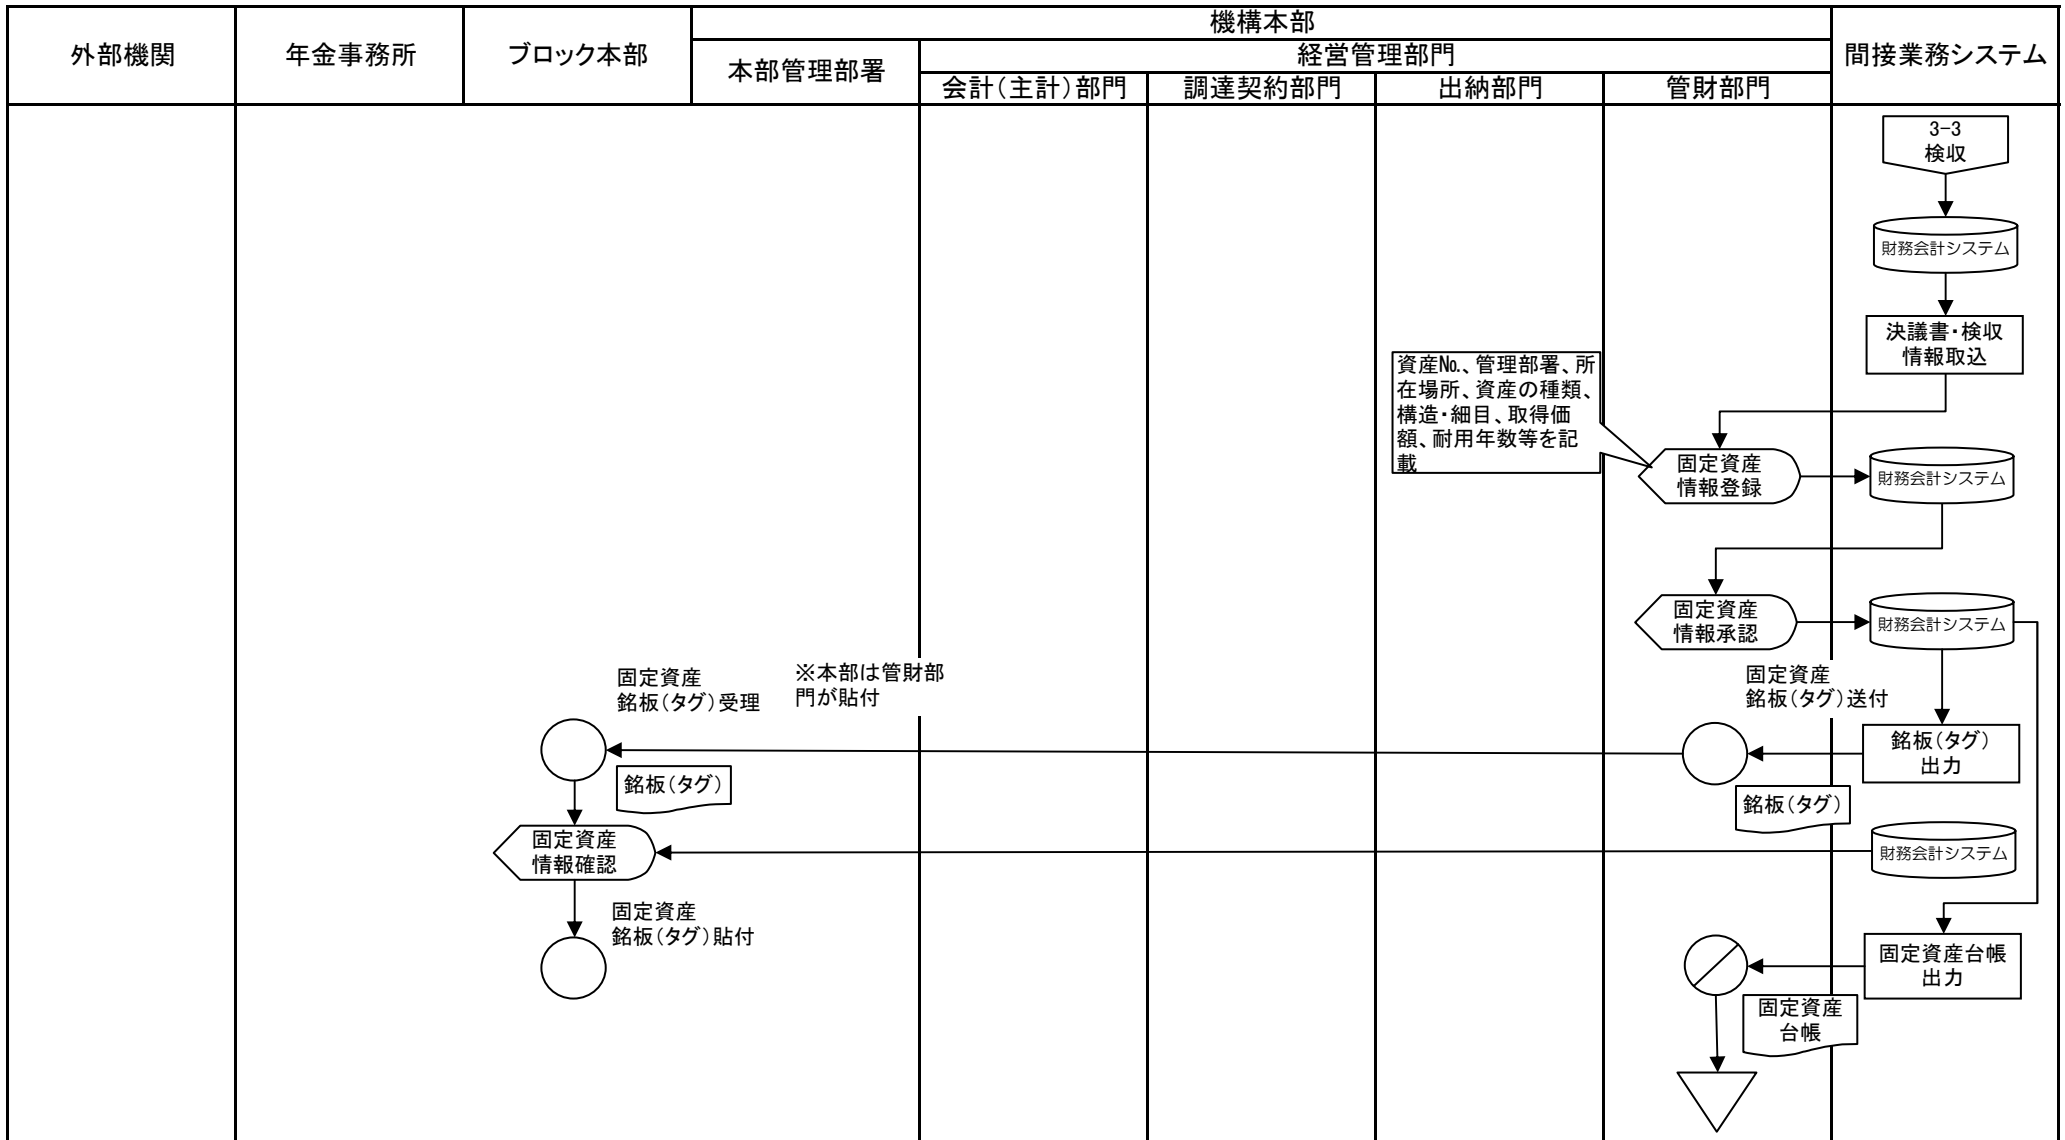 外部機関
年金事務所
ブロック本部
機構本部
本部管理部署
経営管理部門
会計(主計)部門
調達契約部門
出納部門
管財部門
間接業務システム
3-3
検収
財務会計システム
決議書・検収
情報取込
資産№、管理部署、所
在場所、資産の種類、
構造・細目、取得価
額、耐用年数等を記
載
固定資産
情報登録
財務会計システム
固定資産
情報承認
財務会計システム
固定資産
銘板(タグ)受理
※本部は管財部
門が貼付
固定資産
銘板(タグ)送付
銘板(タグ)
出力
銘板(タグ)
銘板(タグ)
固定資産
情報確認
財務会計システム
固定資産
銘板(タグ)貼付
固定資産台帳
出力
固定資産
台帳